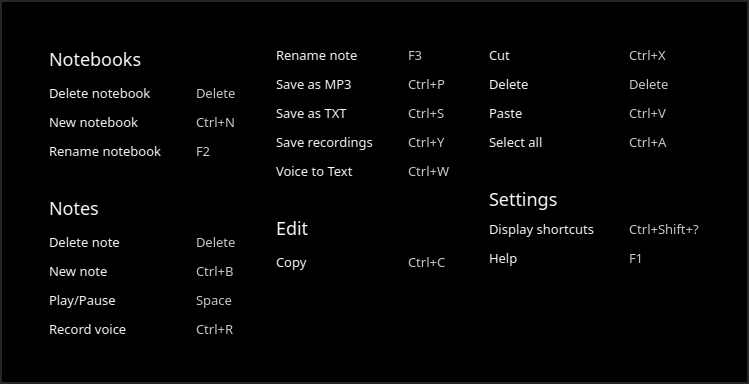 Notebooks
Delete notebook Delete
New notebook Ctrl+N
Rename notebook F2
Notes
Delete note Delete
New note Ctrl+B
Play/Pause Space
Record voice Ctrl+R
Rename note F3
Save as MP3 Ctrl+P
Save as TXT Ctrl+S
Save recordings Ctrl+Y
Voice to Text Ctrl+W
Edit
Copy Ctrl+C
Cut Ctrl+X
Delete Delete
Paste Ctrl+V
Select all Ctrl+A
Settings
Display shortcuts Ctrl+Shift+?
Help F1